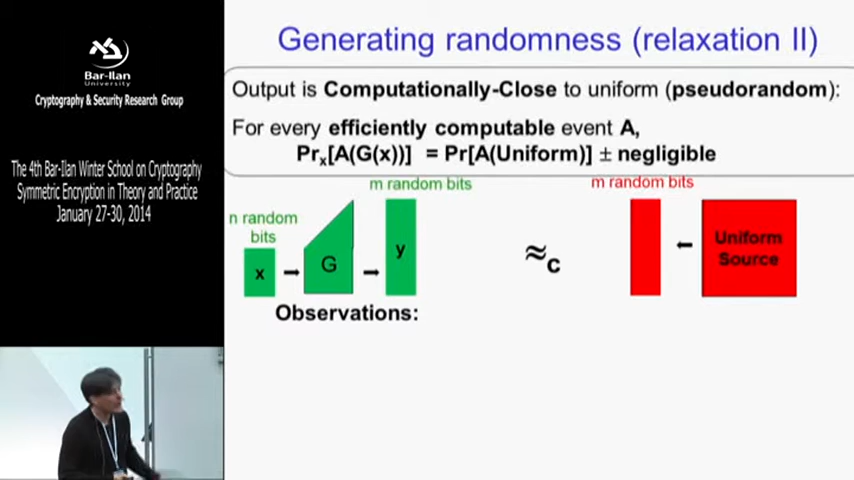 Bar-Ilan
University
Cryptography & Security Research Group
The 4th Bar-Ilan Winter School on Cryptography
Symmetric Encryption in Theory and Practice
January 27-30, 2014
Generating randomness (relaxation II)
Output is Computationally-Close to uniform (pseudorandom):
For every efficiently computable event A,
Prx[A(G(x))] = Pr[A(Uniform)] ± negligible
m random bits
m random bits
n random
bits
x
G
y
≈c
Uniform
Source
Observations: